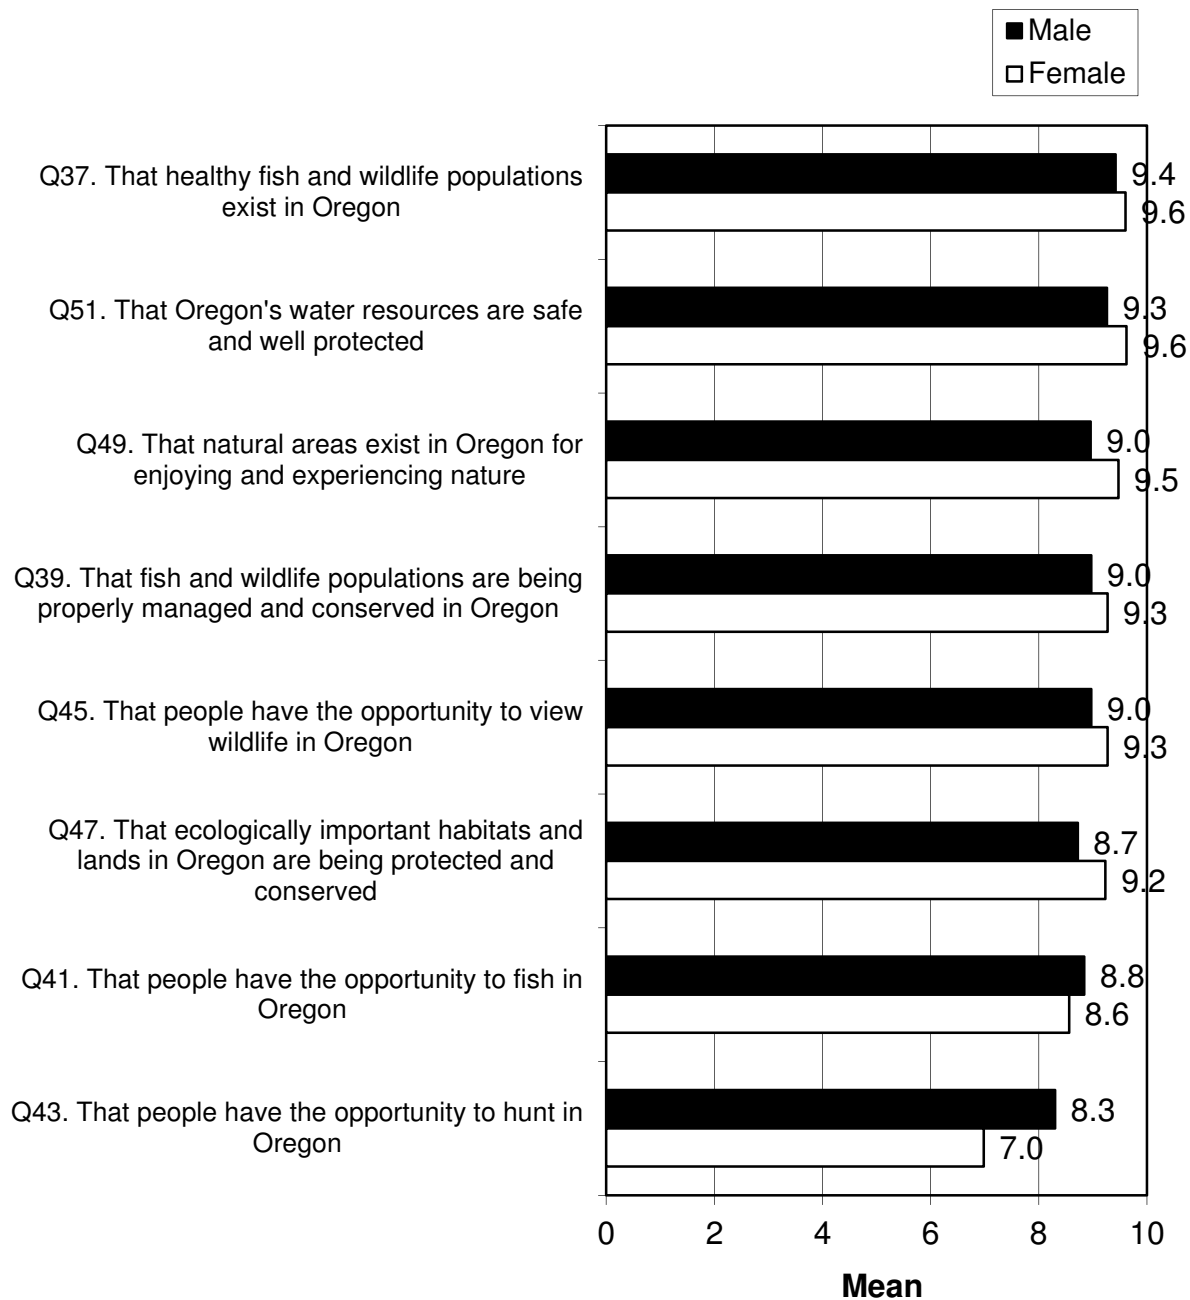 Male
Female
Q37. That healthy fish and wildlife populations
exist in Oregon
9.4
9.6
Q51. That Oregon's water resources are safe
and well protected
9.3
9.6
Q49. That natural areas exist in Oregon for
enjoying and experiencing nature
9.0
9.5
Q39. That fish and wildlife populations are being
properly managed and conserved in Oregon
9.0
9.3
Q45. That people have the opportunity to view
wildlife in Oregon
9.0
9.3
Q47. That ecologically important habitats and
lands in Oregon are being protected and
conserved
8.7
9.2
Q41. That people have the opportunity to fish in
Oregon
8.8
8.6
Q43. That people have the opportunity to hunt in
Oregon
8.3
7.0
0 2 4 6 8 10
Mean